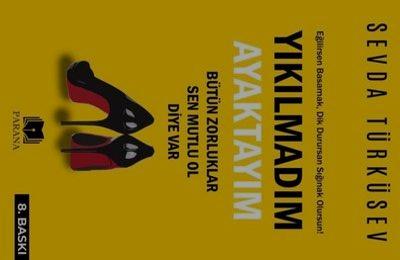 SEVDA TÜRKÜSEV
Eğilirsen Basamak, Dik Durursan Sığınak Olursun!
YIKILMADIM
AYAKTAYIM
BÜTÜN ZORLUKLAR
SEN MUTLU OL
DİYE VAR
PARANA
8. BASKI